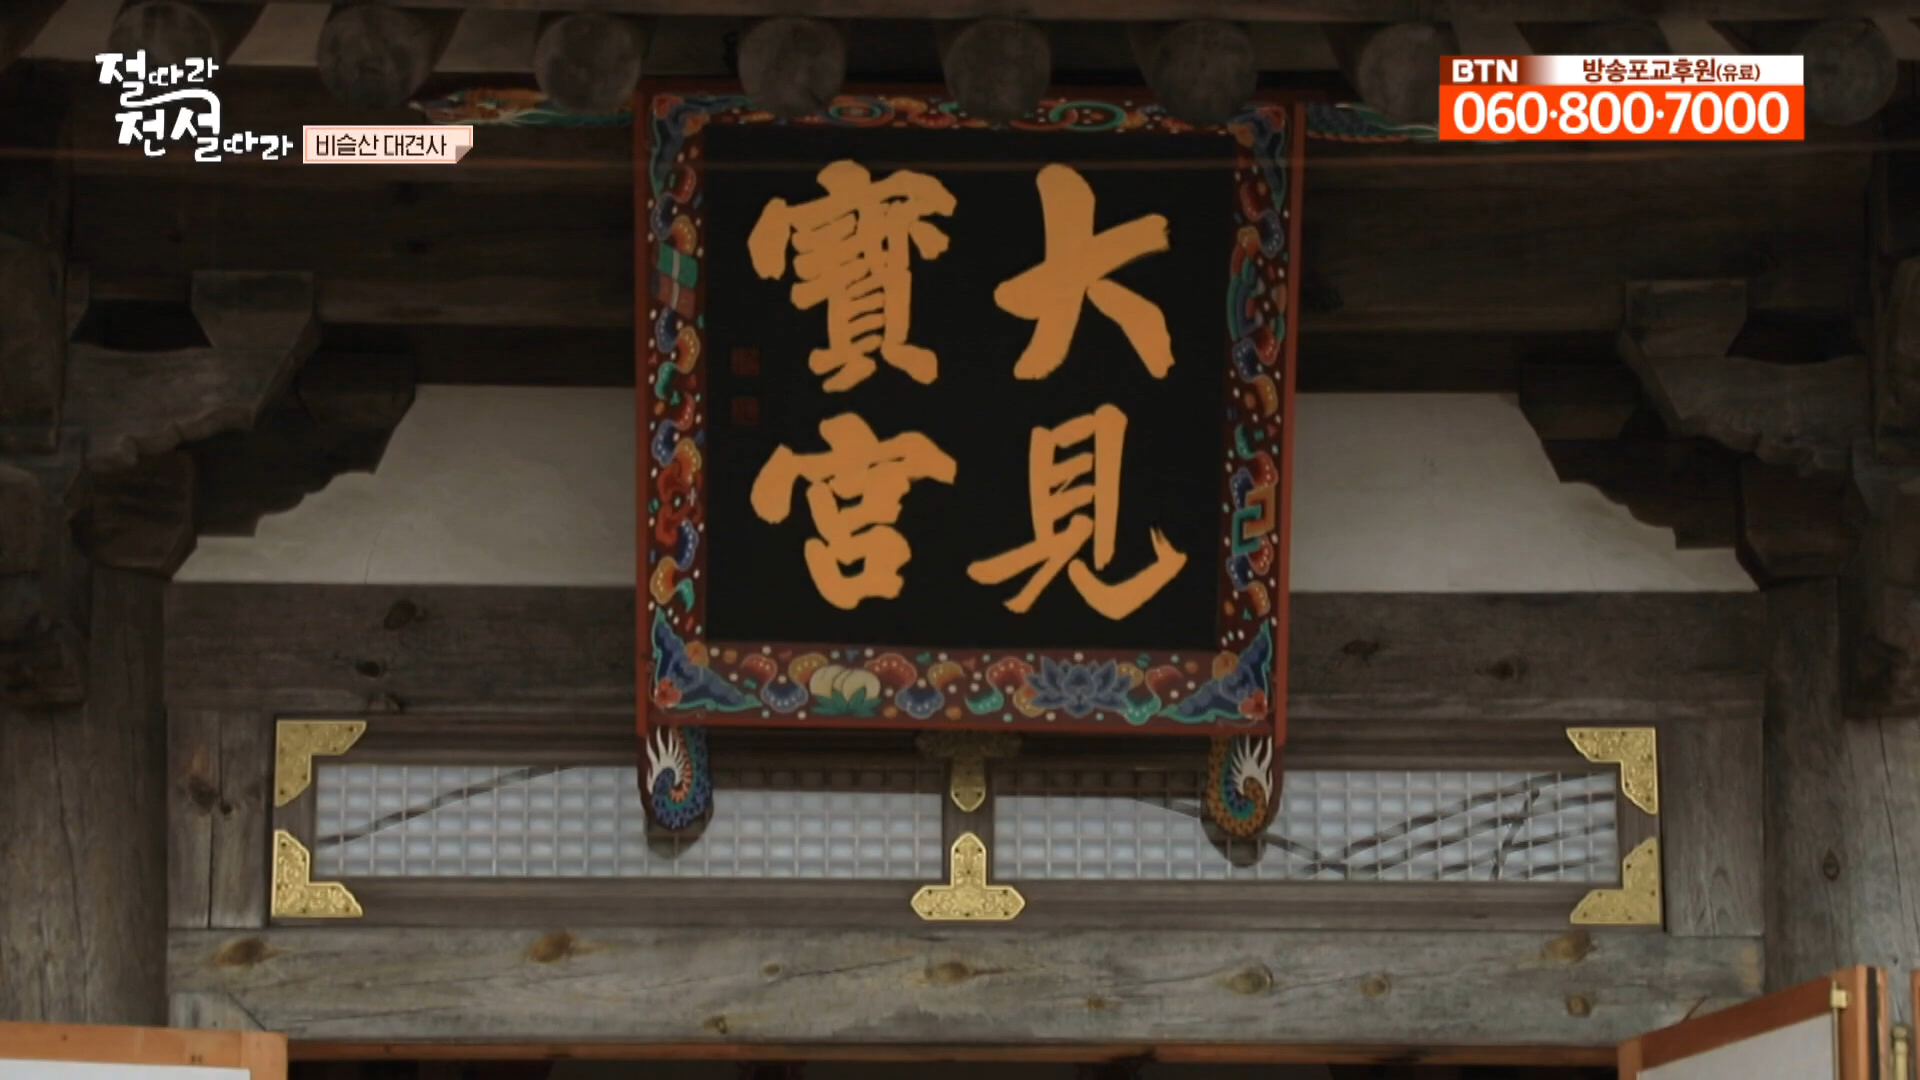 절따라
전설따라
비슬산 대견사
BTN 방송포교후원(유료)
060·800·7000
大見
寶宮